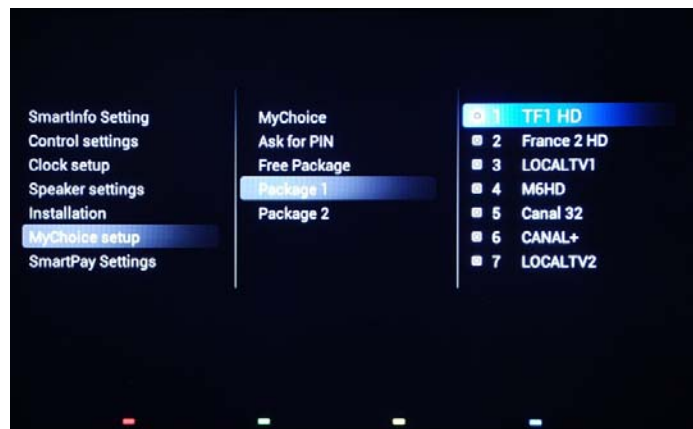 SmartInfo Setting
Control settings
Clock setup
Speaker settings
Installation
MyChoice setup
SmartPay Settings
MyChoice
Ask for PIN
Free Package
Package 1
Package 2
1 TF1 HD
2 France 2 HD
3 LOCALTV1
4 M6HD
5 Canal 32
6 CANAL+
7 LOCALTV2